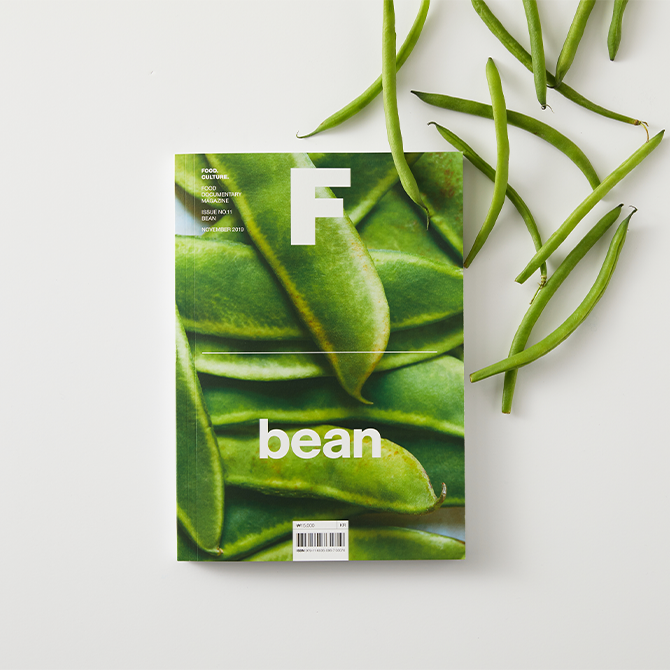 FOOD.
CULTURE.
FOOD
DOCUMENTARY
MAGAZINE
ISSUE NO.11
BEAN
NOVEMBER 2019
F
bean